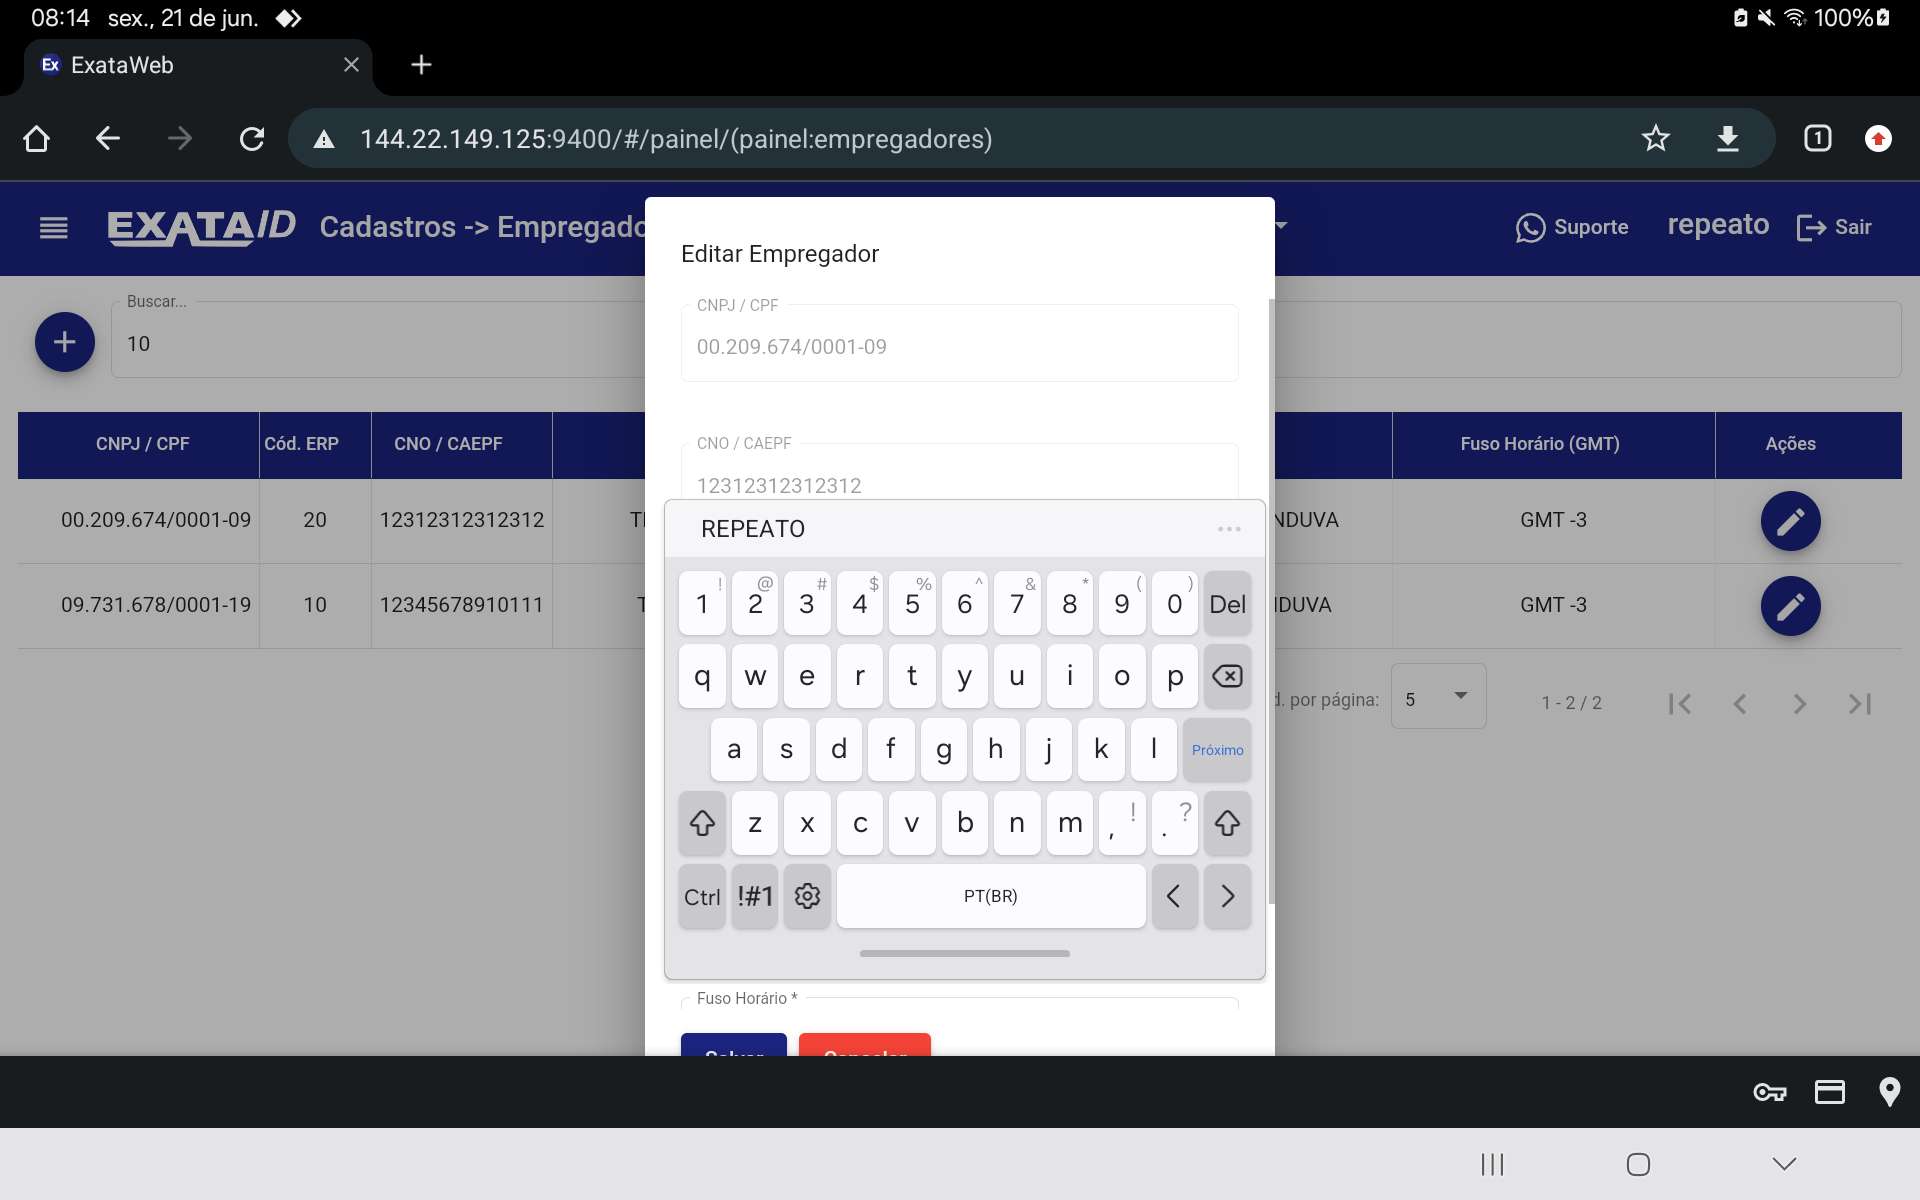 08:14 sex., 21 de jun. 100%
Ex ExataWeb
144.22.149.125:9400/#/painel/(painel:empregadores)
1
EXATAID Cadastros -> Empregado
Suporte repeato Sair
Editar Empregador
CNPJ / CPF
00.209.674/0001-09
CNO / CAEPF
12312312312312
Buscar...
10
CNPJ / CPF Cód. ERP CNO / CAEPF Fuso Horário (GMT) Ações
00.209.674/0001-09 20 12312312312312 NDUVA GMT -3
09.731.678/0001-19 10 12345678910111 T DUVA GMT -3
d. por página: 5 1 - 2 / 2
REPEATO
! @ # $ % ^ & * ( )
1 2 3 4 5 6 7 8 9 0 Del
q w e r t y u i o p
a s d f g h j k l Próximo
z x c v b n m , ! . ?
Ctrl !#1 PT(BR) < >
Fuso Horário *
Salvar Cancelar